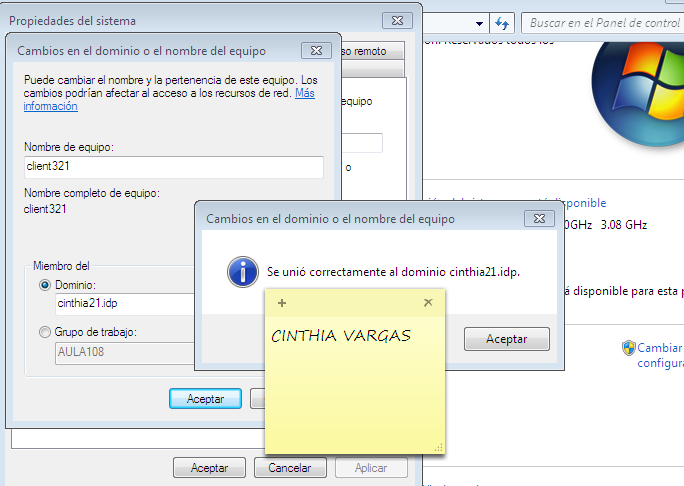 Propiedades del sistema
Buscar en el Panel de control
Cambios en el dominio o el nombre del equipo
so remoto
Reservados todos los
Puede cambiar el nombre y la pertenencia de este equipo. Los
cambios podrían afectar al acceso a los recursos de red. Más
información
equipo
Nombre de equipo:
client321
o
Nombre completo de equipo:
client321
disponible
Cambios en el dominio o el nombre del equipo
0GHz 3.08 GHz
Miembro del
Dominio:
cinthia21.idp
Se unió correctamente al dominio cinthia21.idp.
á disponible para esta p
Grupo de trabajo:
AULA108
CINTHIA VARGAS
Aceptar
Cambiar
configura
Aceptar
Aceptar
Cancelar
Aplicar